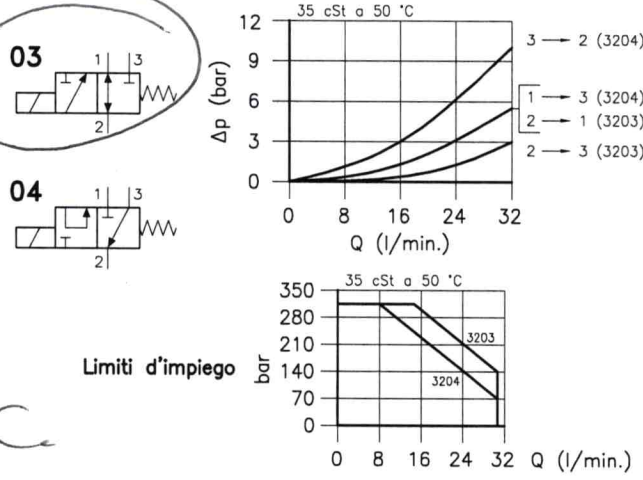 03
1 3
2
04
1 3
2
35 cSt a 50 °C
Δp (bar)
12
9
6
3
0
0 8 16 24 32
Q (l/min.)
3 → 2 (3204)
1 → 3 (3204)
2 → 1 (3203)
2 → 3 (3203)
Limiti d'impiego
35 cSt a 50 °C
bar
350
280
210
140
70
0
3203
3204
0 8 16 24 32 Q (l/min.)